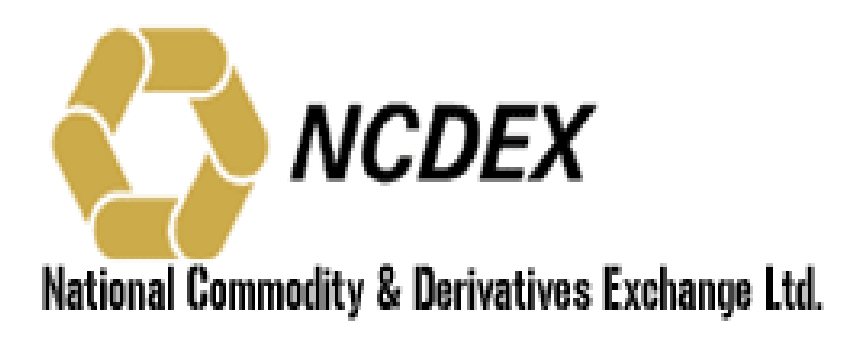 NCDEX
National Commodity & Derivatives Exchange Ltd.